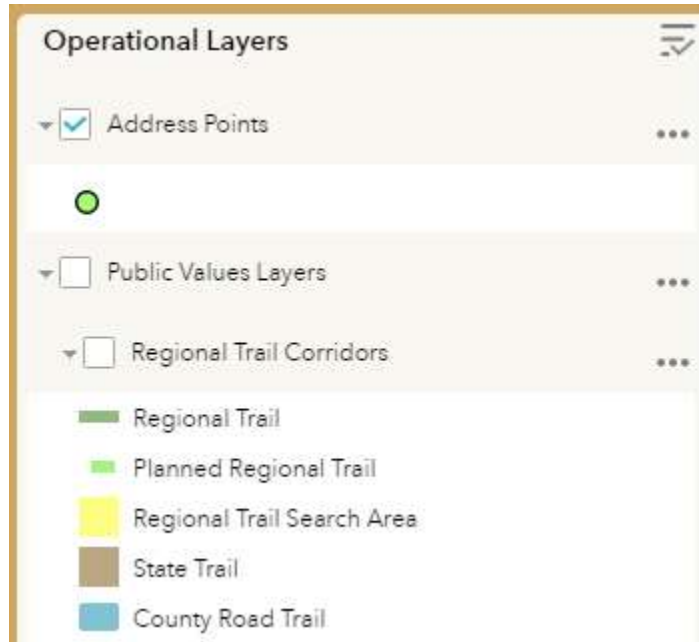 Operational Layers
Address Points
Public Values Layers
Regional Trail Corridors
Regional Trail
Planned Regional Trail
Regional Trail Search Area
State Trail
County Road Trail